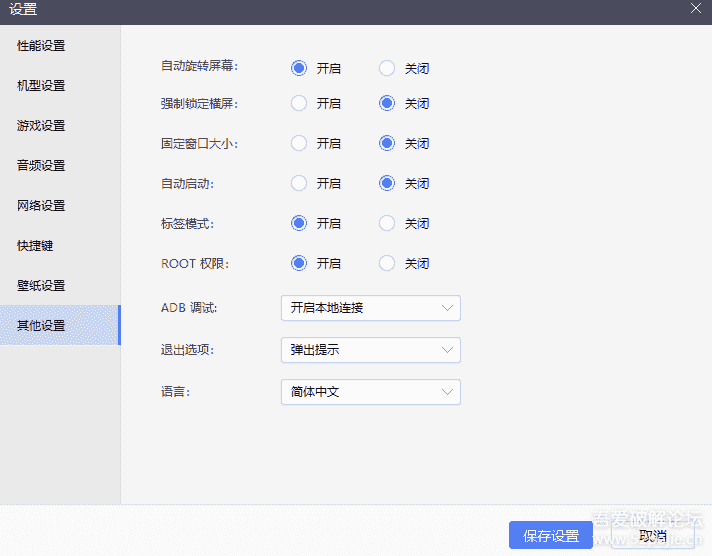 设置
性能设置
机型设置
游戏设置
音频设置
网络设置
快捷键
壁纸设置
其他设置
自动旋转屏幕: 开启 关闭
强制锁定横屏: 开启 关闭
固定窗口大小: 开启 关闭
自动启动: 开启 关闭
标签模式: 开启 关闭
ROOT 权限: 开启 关闭
ADB 调试: 开启本地连接
退出选项: 弹出提示
语言: 简体中文
保存设置 取消
吾爱破解论坛